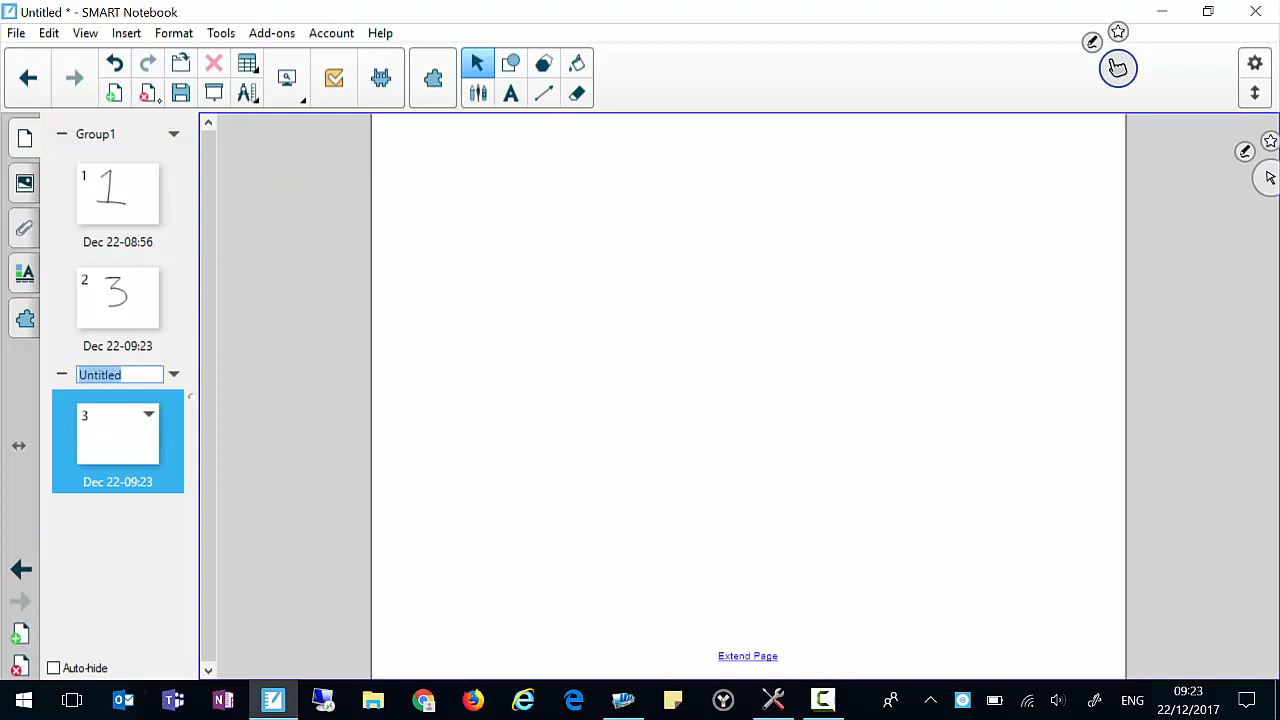 Untitled * - SMART Notebook
File Edit View Insert Format Tools Add-ons Account Help
Group1
1
1
Dec 22-08:56
2
3
Dec 22-09:23
Untitled
3
Dec 22-09:23
Extend Page
Auto-hide
ENG
09:23
22/12/2017